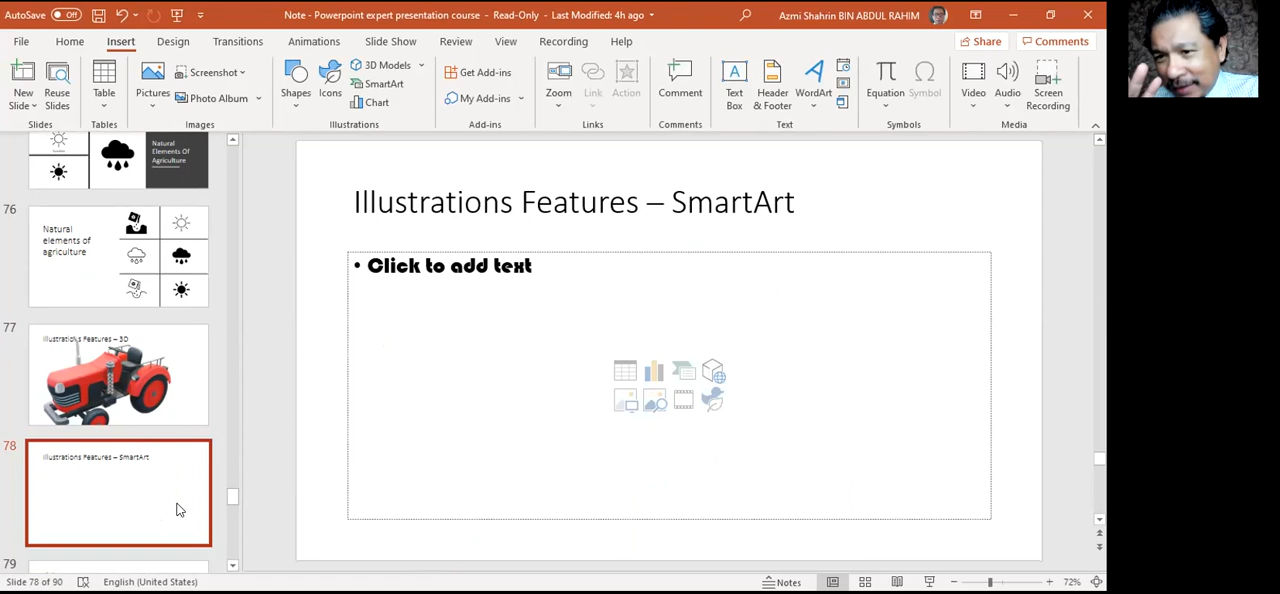 AutoSave Off
Note - Powerpoint expert presentation course - Read-Only - Last Modified: 4h ago
Azmi Shahrin BIN ABDUL RAHIM
File Home Insert Design Transitions Animations Slide Show Review View Recording Help
Share Comments
New Slide
Reuse Slides
Table
Pictures
Screenshot
Photo Album
Shapes
Icons
3D Models
SmartArt
Chart
Get Add-ins
My Add-ins
Zoom
Link
Action
Comment
Text Box
Header & Footer
WordArt
Equation
Symbol
Video
Audio
Screen Recording
Slides Tables Images Illustrations Add-ins Links Comments Text Symbols Media
Natural
Elements Of
Agriculture
76
Natural
elements of
agriculture
77
Illustrations Features – 3D
78
Illustrations Features – SmartArt
79
Illustrations Features – SmartArt
• Click to add text
Slide 78 of 90 English (United States) Notes 72%